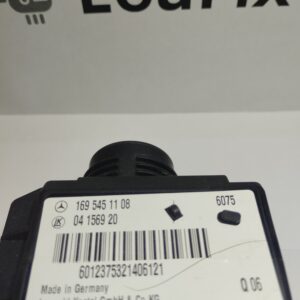 169 545 11 08
6075
04 1569 20
6012375321406121
Made in Germany
Q 06
GmbH & Co. KG